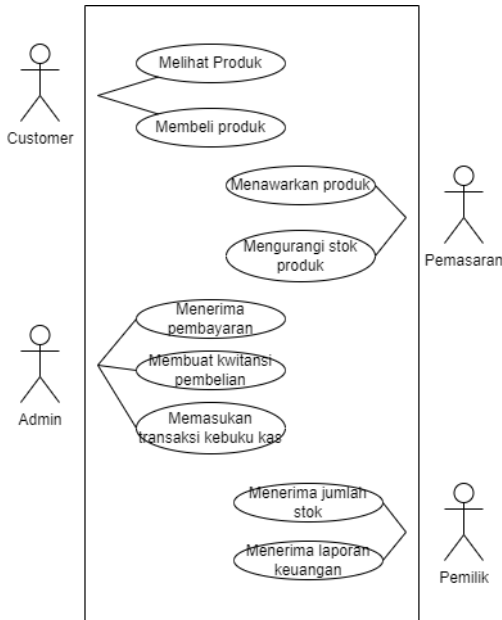 Melihat Produk
Customer
Membeli produk
Menawarkan produk
Mengurangi stok
produk
Pemasaran
Menerima
pembayaran
Admin
Membuat kwitansi
pembelian
Memasukan
transaksi kebuku kas
Menerima jumlah
stok
Menerima laporan
keuangan
Pemilik